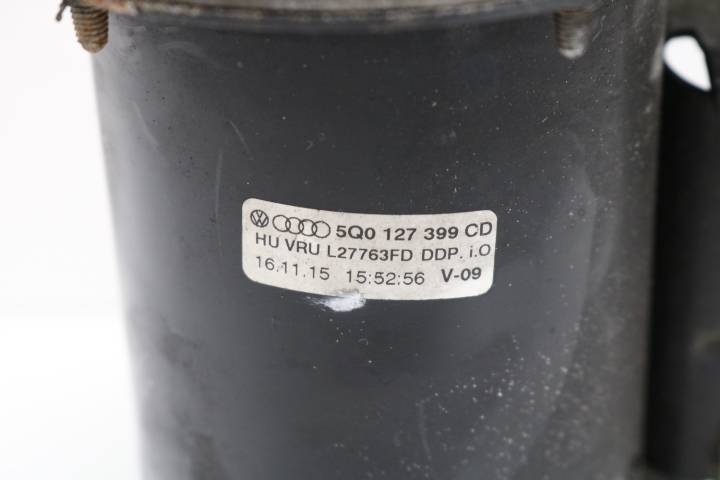 5Q0 127 399 CD
HU VRU L27763FD DDP. i.O
16.11.15 15:52:56 V-09